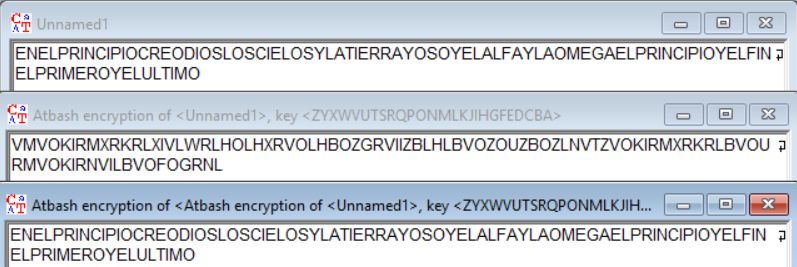 Unnamed1
ENELPRINCIPIOCREODIOSLOSCIELOSYLATIERRAYOSOYELALFAYLAOMEGAELPRINCIPIOYELFIN
ELPRIMEROYELULTIMO
Atbash encryption of <Unnamed1>, key <ZYXWVUTSRQPONMLKJIHGFEDCBA>
VMVOKIRMXRKRLXIVLWRLHOLHXRVOLHBOZGRVIIZBLHLBVOZOUZBOZLNVTZVOKIRMXRKRLBVOU
RMVOKIRNVILBVOFOGRNL
Atbash encryption of <Atbash encryption of <Unnamed1>, key <ZYXWVUTSRQPONMLKJIH...
ENELPRINCIPIOCREODIOSLOSCIELOSYLATIERRAYOSOYELALFAYLAOMEGAELPRINCIPIOYELFIN
ELPRIMEROYELULTIMO